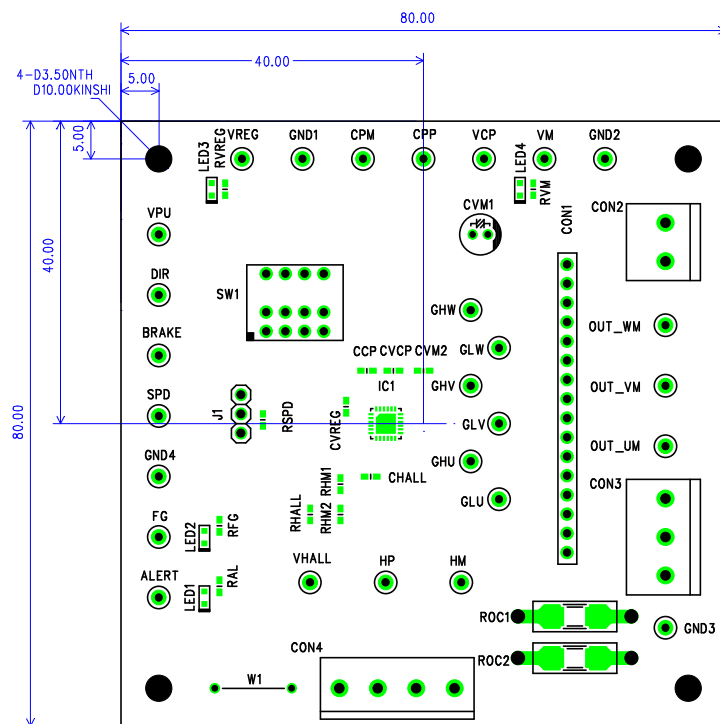 80.00
40.00
4-D3.50NTH
D10.00KINSHI
5.00
5.00
40.00
80.00
LED3
RVREG
VREG
GND1
CPM
CPP
VCP
VM
GND2
LED4
RVM
CVM1
CON1
CON2
VPU
DIR
SW1
BRAKE
SPD
J1
RSPD
GND4
FG
LED2
RFG
ALERT
LED1
RAL
CCP
CVCP
CVM2
IC1
CVREG
GHW
GLW
GHV
GLV
GHU
GLU
OUT_WM
OUT_VM
OUT_UM
CON3
CHALL
RHM1
RHALL
RHM2
VHALL
HP
HM
ROC1
ROC2
GND3
CON4
W1